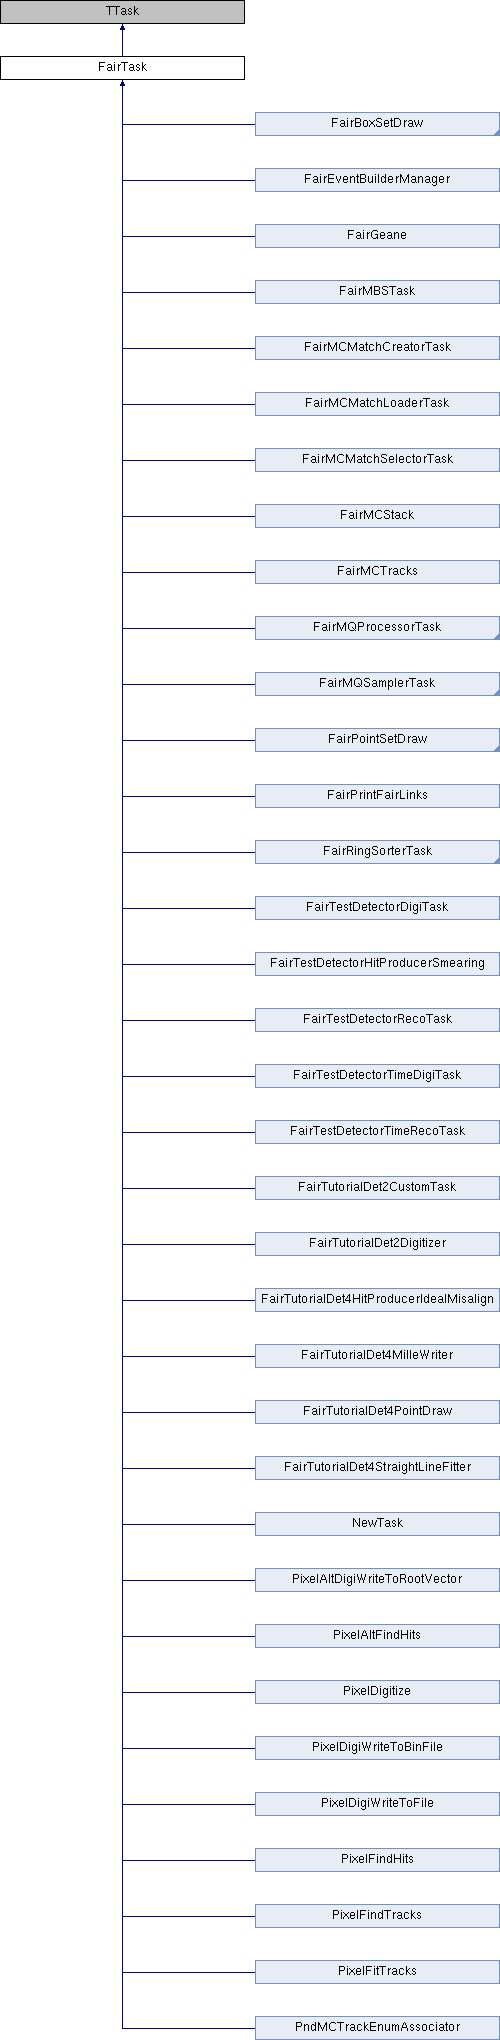 TTask
FairTask
FairBoxSetDraw
FairEventBuilderManager
FairGeane
FairMBSTask
FairMCMatchCreatorTask
FairMCMatchLoaderTask
FairMCMatchSelectorTask
FairMCStack
FairMCTracks
FairMQProcessorTask
FairMQSamplerTask
FairPointSetDraw
FairPrintFairLinks
FairRingSorterTask
FairTestDetectorDigiTask
FairTestDetectorHitProducerSmearing
FairTestDetectorRecoTask
FairTestDetectorTimeDigiTask
FairTestDetectorTimeRecoTask
FairTutorialDet2CustomTask
FairTutorialDet2Digitizer
FairTutorialDet4HitProducerIdealMisalign
FairTutorialDet4MilleWriter
FairTutorialDet4PointDraw
FairTutorialDet4StraightLineFitter
NewTask
PixelAltDigiWriteToRootVector
PixelAltFindHits
PixelDigitize
PixelDigiWriteToBinFile
PixelDigiWriteToFile
PixelFindHits
PixelFindTracks
PixelFitTracks
PndMCTrackEnumAssociator